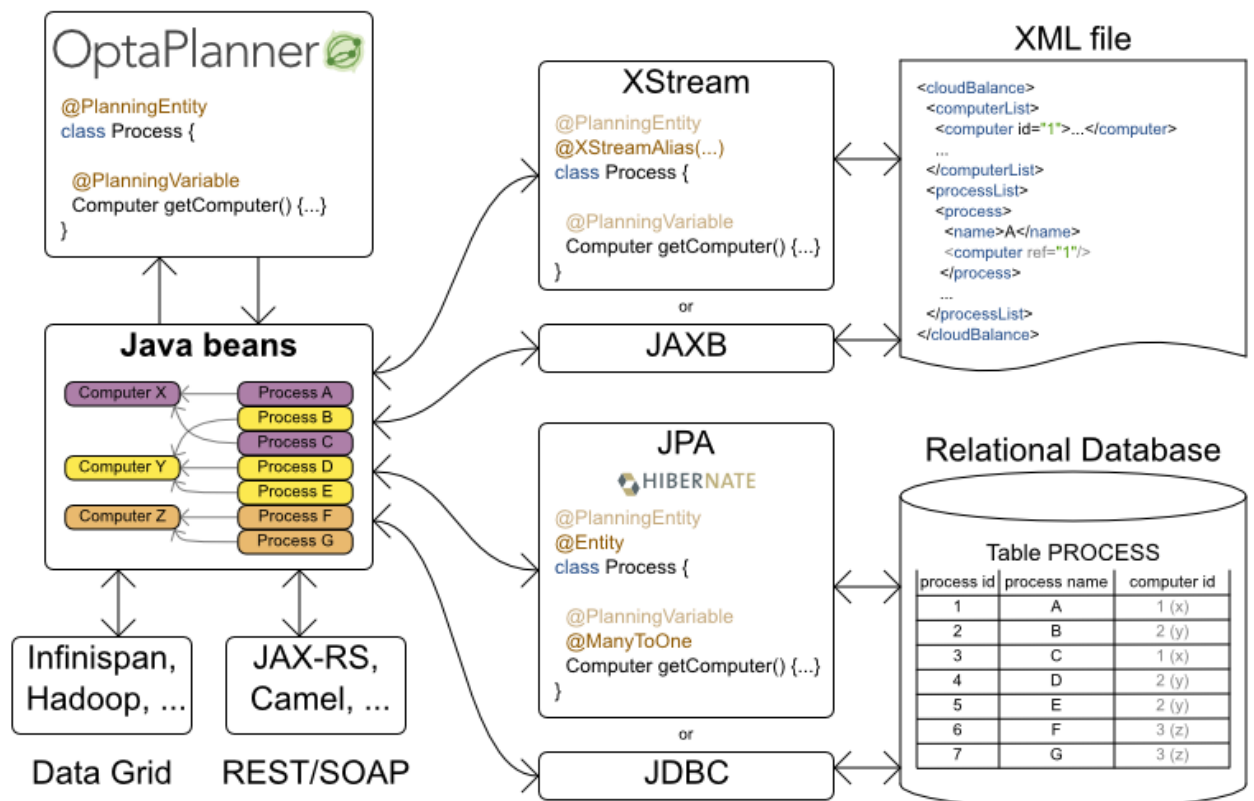 OptaPlanner
@PlanningEntity
class Process {
@PlanningVariable
Computer getComputer() {...}
}
Java beans
Computer X
Process A
Process B
Process C
Computer Y
Process D
Process E
Computer Z
Process F
Process G
Infinispan,
Hadoop, ...
Data Grid
JAX-RS,
Camel, ...
REST/SOAP
XStream
@PlanningEntity
@XStreamAlias(...)
class Process {
@PlanningVariable
Computer getComputer() {...}
}
or
JAXB
XML file
<cloudBalance>
<computerList>
<computer id="1">...</computer>
...
</computerList>
<processList>
<process>
<name>A</name>
<computer ref="1"/>
</process>
...
</processList>
</cloudBalance>
JPA
HIBERNATE
@PlanningEntity
@Entity
class Process {
@PlanningVariable
@ManyToOne
Computer getComputer() {...}
}
or
JDBC
Relational Database
Table PROCESS
process id process name computer id
1 A 1 (x)
2 B 2 (y)
3 C 1 (x)
4 D 2 (y)
5 E 2 (y)
6 F 3 (z)
7 G 3 (z)